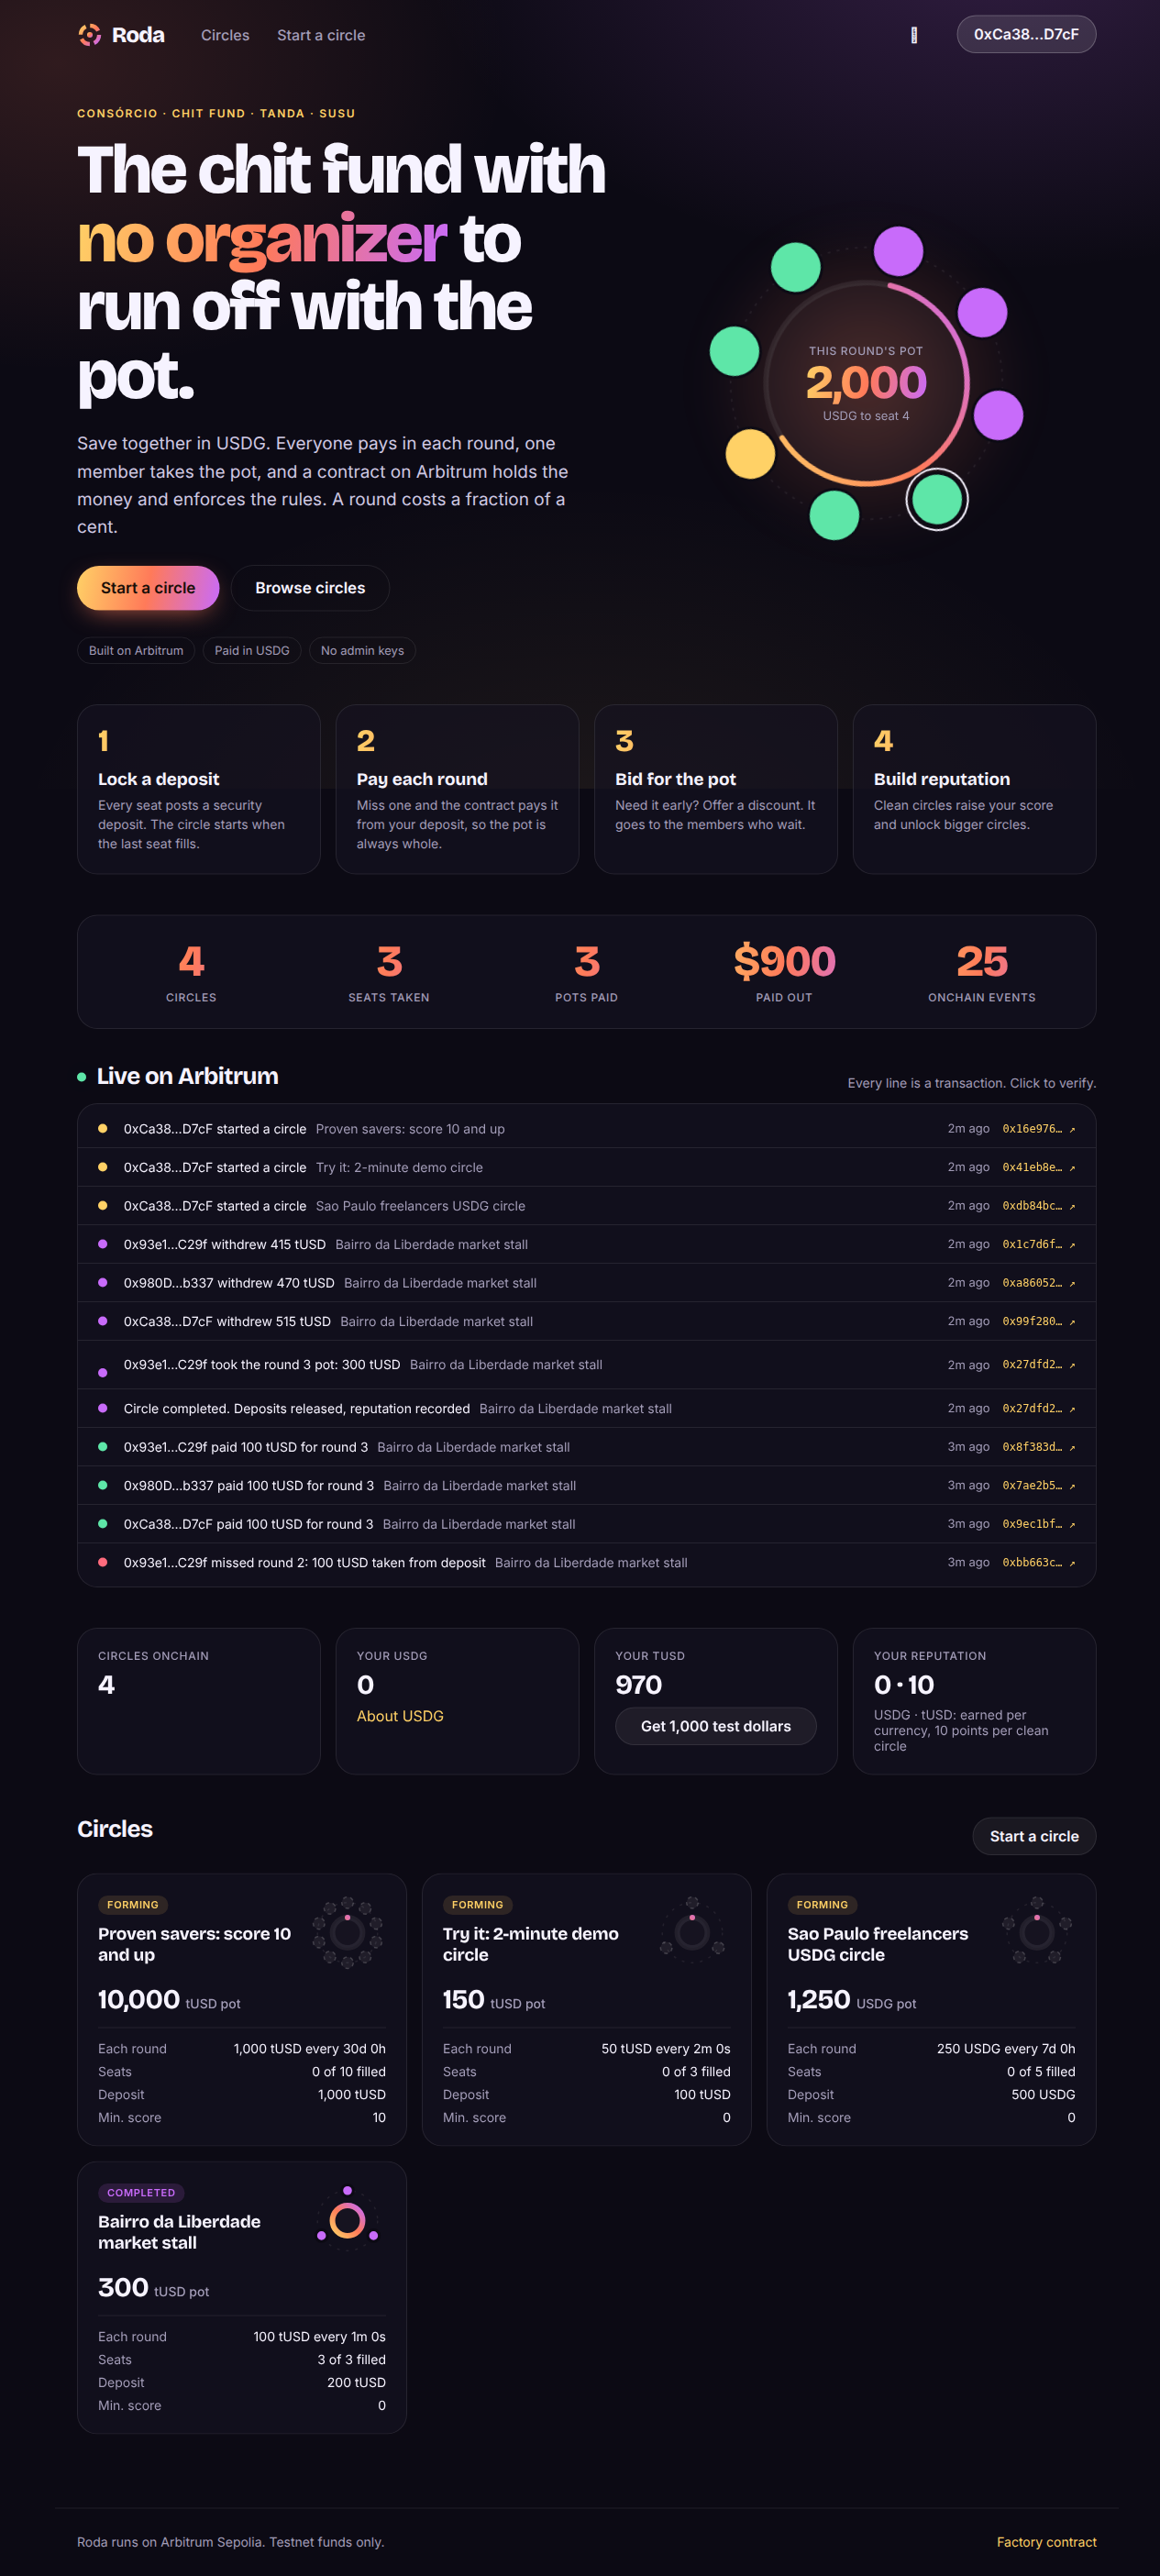 Roda Circles Start a circle 0xCa38…D7cF
CONSÓRCIO · CHIT FUND · TANDA · SUSU
The chit fund with
no organizer to
run off with the
pot.
THIS ROUND'S POT
2,000
USDG to seat 4
Save together in USDG. Everyone pays in each round, one
member takes the pot, and a contract on Arbitrum holds the
money and enforces the rules. A round costs a fraction of a
cent.
Start a circle Browse circles
Built on Arbitrum Paid in USDG No admin keys
1
Lock a deposit
Every seat posts a security
deposit. The circle starts when
the last seat fills.
2
Pay each round
Miss one and the contract pays it
from your deposit, so the pot is
always whole.
3
Bid for the pot
Need it early? Offer a discount. It
goes to the members who wait.
4
Build reputation
Clean circles raise your score
and unlock bigger circles.
4
CIRCLES
3
SEATS TAKEN
3
POTS PAID
$900
PAID OUT
25
ONCHAIN EVENTS
Live on Arbitrum Every line is a transaction. Click to verify.
0xCa38…D7cF started a circle Proven savers: score 10 and up 2m ago 0x16e976… ↗
0xCa38…D7cF started a circle Try it: 2-minute demo circle 2m ago 0x41eb8e… ↗
0xCa38…D7cF started a circle Sao Paulo freelancers USDG circle 2m ago 0xdb84bc… ↗
0x93e1…C29f withdrew 415 tUSD Bairro da Liberdade market stall 2m ago 0x1c7d6f… ↗
0x980D…b337 withdrew 470 tUSD Bairro da Liberdade market stall 2m ago 0xa86052… ↗
0xCa38…D7cF withdrew 515 tUSD Bairro da Liberdade market stall 2m ago 0x99f280… ↗
0x93e1…C29f took the round 3 pot: 300 tUSD Bairro da Liberdade market stall 2m ago 0x27dfd2… ↗
Circle completed. Deposits released, reputation recorded Bairro da Liberdade market stall 2m ago 0x27dfd2… ↗
0x93e1…C29f paid 100 tUSD for round 3 Bairro da Liberdade market stall 3m ago 0x8f383d… ↗
0x980D…b337 paid 100 tUSD for round 3 Bairro da Liberdade market stall 3m ago 0x7ae2b5… ↗
0xCa38…D7cF paid 100 tUSD for round 3 Bairro da Liberdade market stall 3m ago 0x9ec1bf… ↗
0x93e1…C29f missed round 2: 100 tUSD taken from deposit Bairro da Liberdade market stall 3m ago 0xbb663c… ↗
CIRCLES ONCHAIN
4
YOUR USDG
0
About USDG
YOUR TUSD
970
Get 1,000 test dollars
YOUR REPUTATION
0 · 10
USDG · tUSD: earned per
currency, 10 points per clean
circle
Circles Start a circle
FORMING
Proven savers: score 10
and up
10,000 tUSD pot
Each round 1,000 tUSD every 30d 0h
Seats 0 of 10 filled
Deposit 1,000 tUSD
Min. score 10
FORMING
Try it: 2-minute demo
circle
150 tUSD pot
Each round 50 tUSD every 2m 0s
Seats 0 of 3 filled
Deposit 100 tUSD
Min. score 0
FORMING
Sao Paulo freelancers
USDG circle
1,250 USDG pot
Each round 250 USDG every 7d 0h
Seats 0 of 5 filled
Deposit 500 USDG
Min. score 0
COMPLETED
Bairro da Liberdade
market stall
300 tUSD pot
Each round 100 tUSD every 1m 0s
Seats 3 of 3 filled
Deposit 200 tUSD
Min. score 0
Roda runs on Arbitrum Sepolia. Testnet funds only. Factory contract